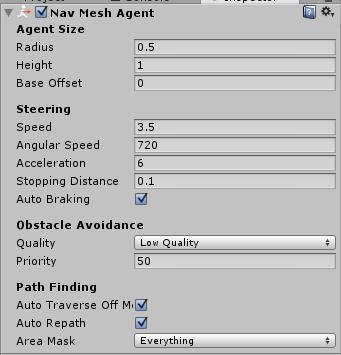 Nav Mesh Agent
Agent Size
Radius 0.5
Height 1
Base Offset 0
Steering
Speed 3.5
Angular Speed 720
Acceleration 6
Stopping Distance 0.1
Auto Braking
Obstacle Avoidance
Quality Low Quality
Priority 50
Path Finding
Auto Traverse Off M
Auto Repath
Area Mask Everything